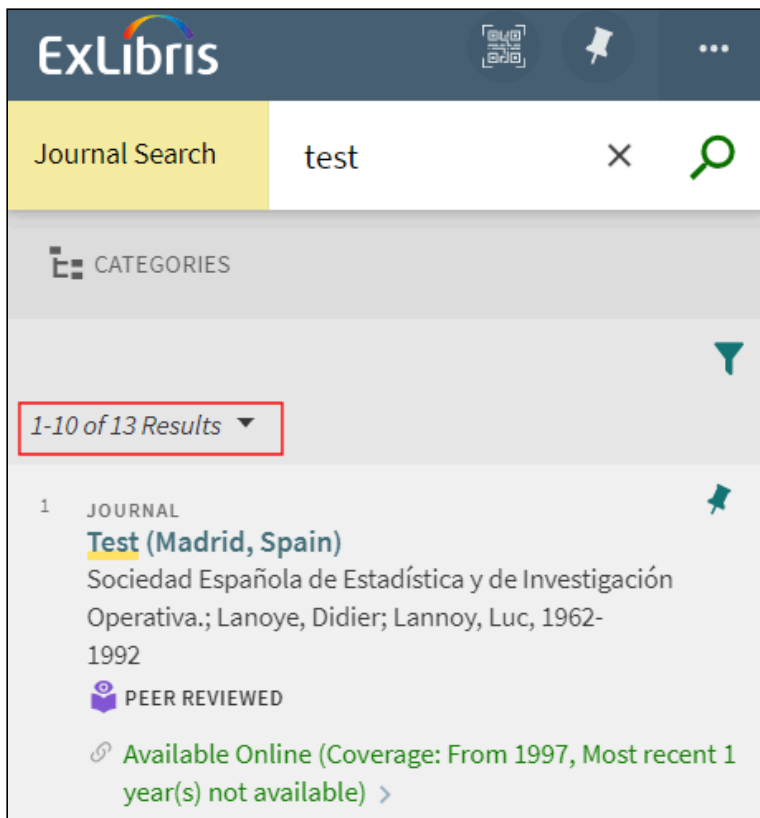 ExLibris
Journal Search
test
CATEGORIES
1-10 of 13 Results
1
JOURNAL
Test (Madrid, Spain)
Sociedad Española de Estadística y de Investigación
Operativa.; Lanoye, Didier; Lannoy, Luc, 1962-
1992
PEER REVIEWED
Available Online (Coverage: From 1997, Most recent 1
year(s) not available)